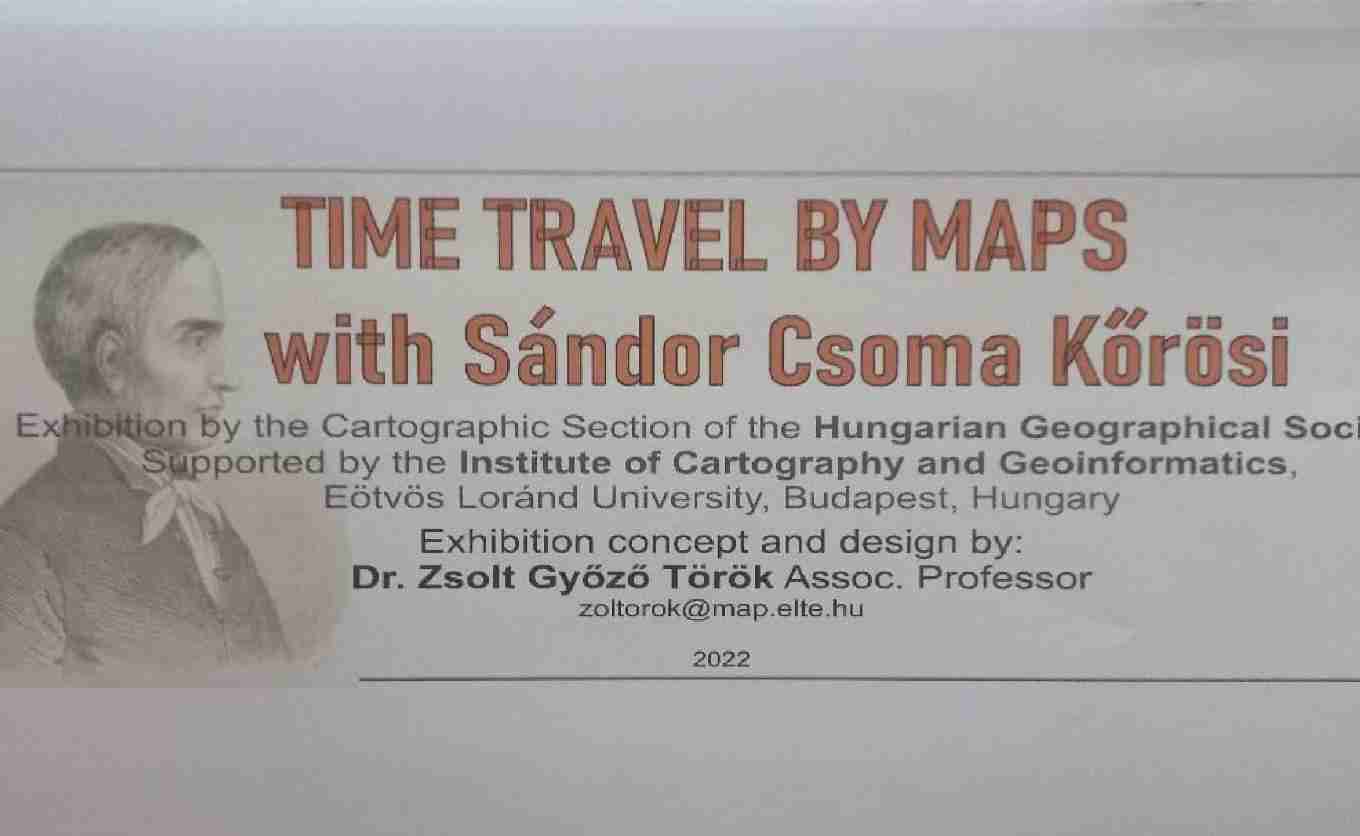 TIME TRAVEL BY MAPS
with Sándor Csoma Kőrösi
Exhibition by the Cartographic Section of the Hungarian Geographical Soci
Supported by the Institute of Cartography and Geoinformatics,
Eötvös Loránd University, Budapest, Hungary
Exhibition concept and design by:
Dr. Zsolt Győző Török Assoc. Professor
zoltorok@map.elte.hu
2022